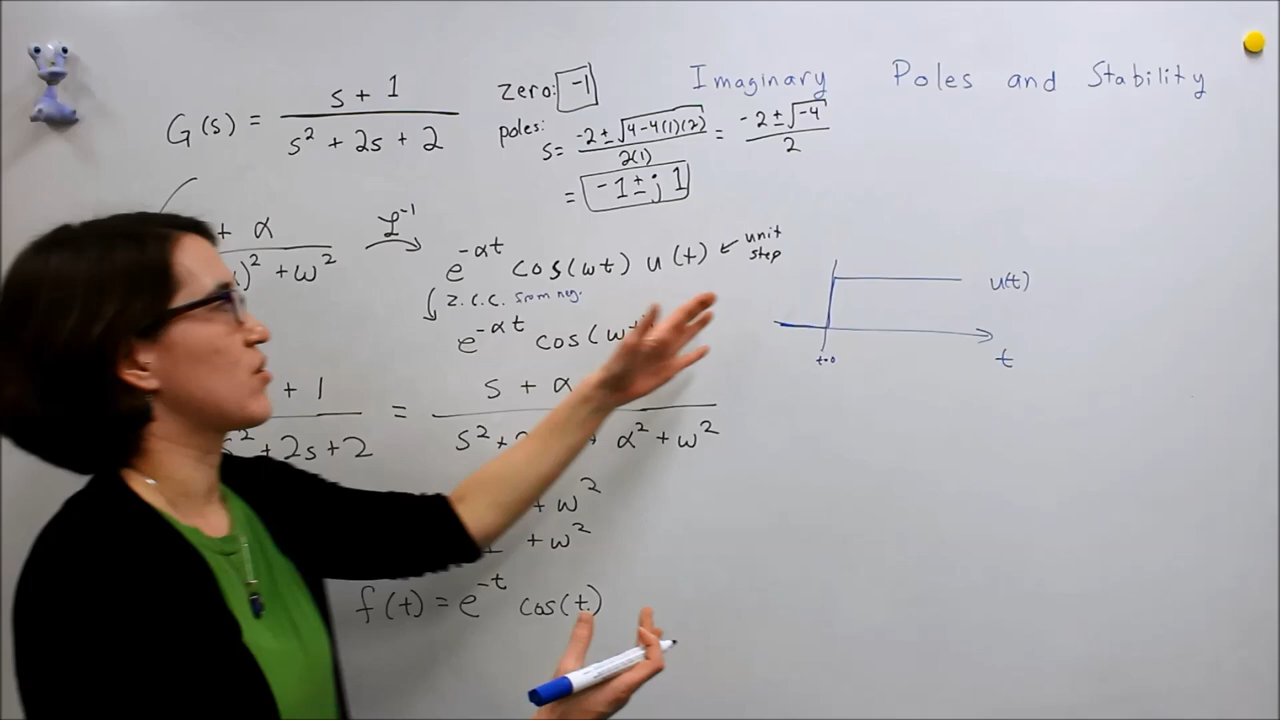 Imaginary Poles and Stability
G(s) = s + 1 / s² + 2s + 2
zero: -1
poles:
s = -2 ± √4-4(1)(2) / 2(1) = -2 ± √-4 / 2
= -1 ± j 1
+ α / )² + ω²
ℒ⁻¹
e^-αt cos(ωt) u(t)
unit
step
Z.C.C. from neg.
e^-αt cos(ωt
+ 1 / s² + 2s + 2 = s + α / s² + α² + ω²
+ ω²
+ ω²
f(t) = e^-t cos(t)
u(t)
t=0
t